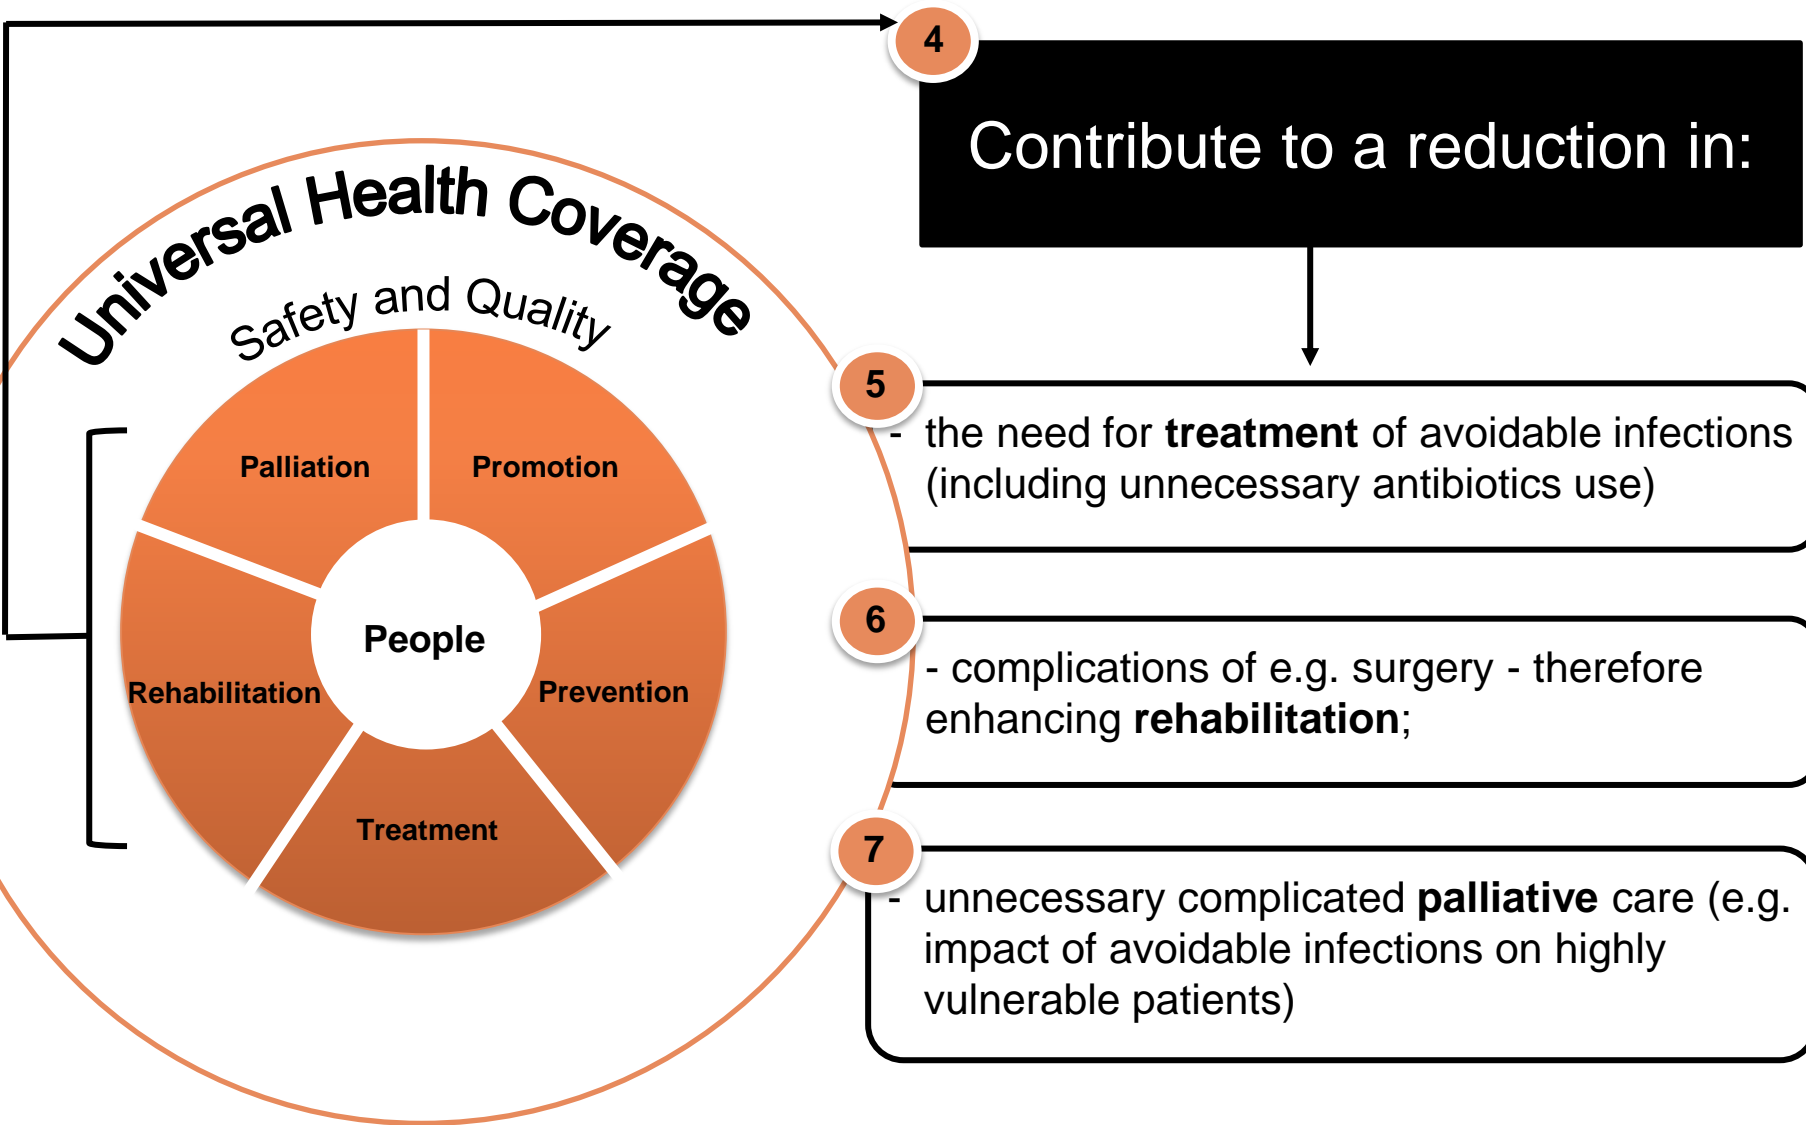 4
Contribute to a reduction in:
Universal Health Coverage
Safety and Quality
Palliation
Promotion
People
Rehabilitation
Prevention
Treatment
5
- the need for treatment of avoidable infections
(including unnecessary antibiotics use)
6
- complications of e.g. surgery - therefore
enhancing rehabilitation;
7
- unnecessary complicated palliative care (e.g.
impact of avoidable infections on highly
vulnerable patients)